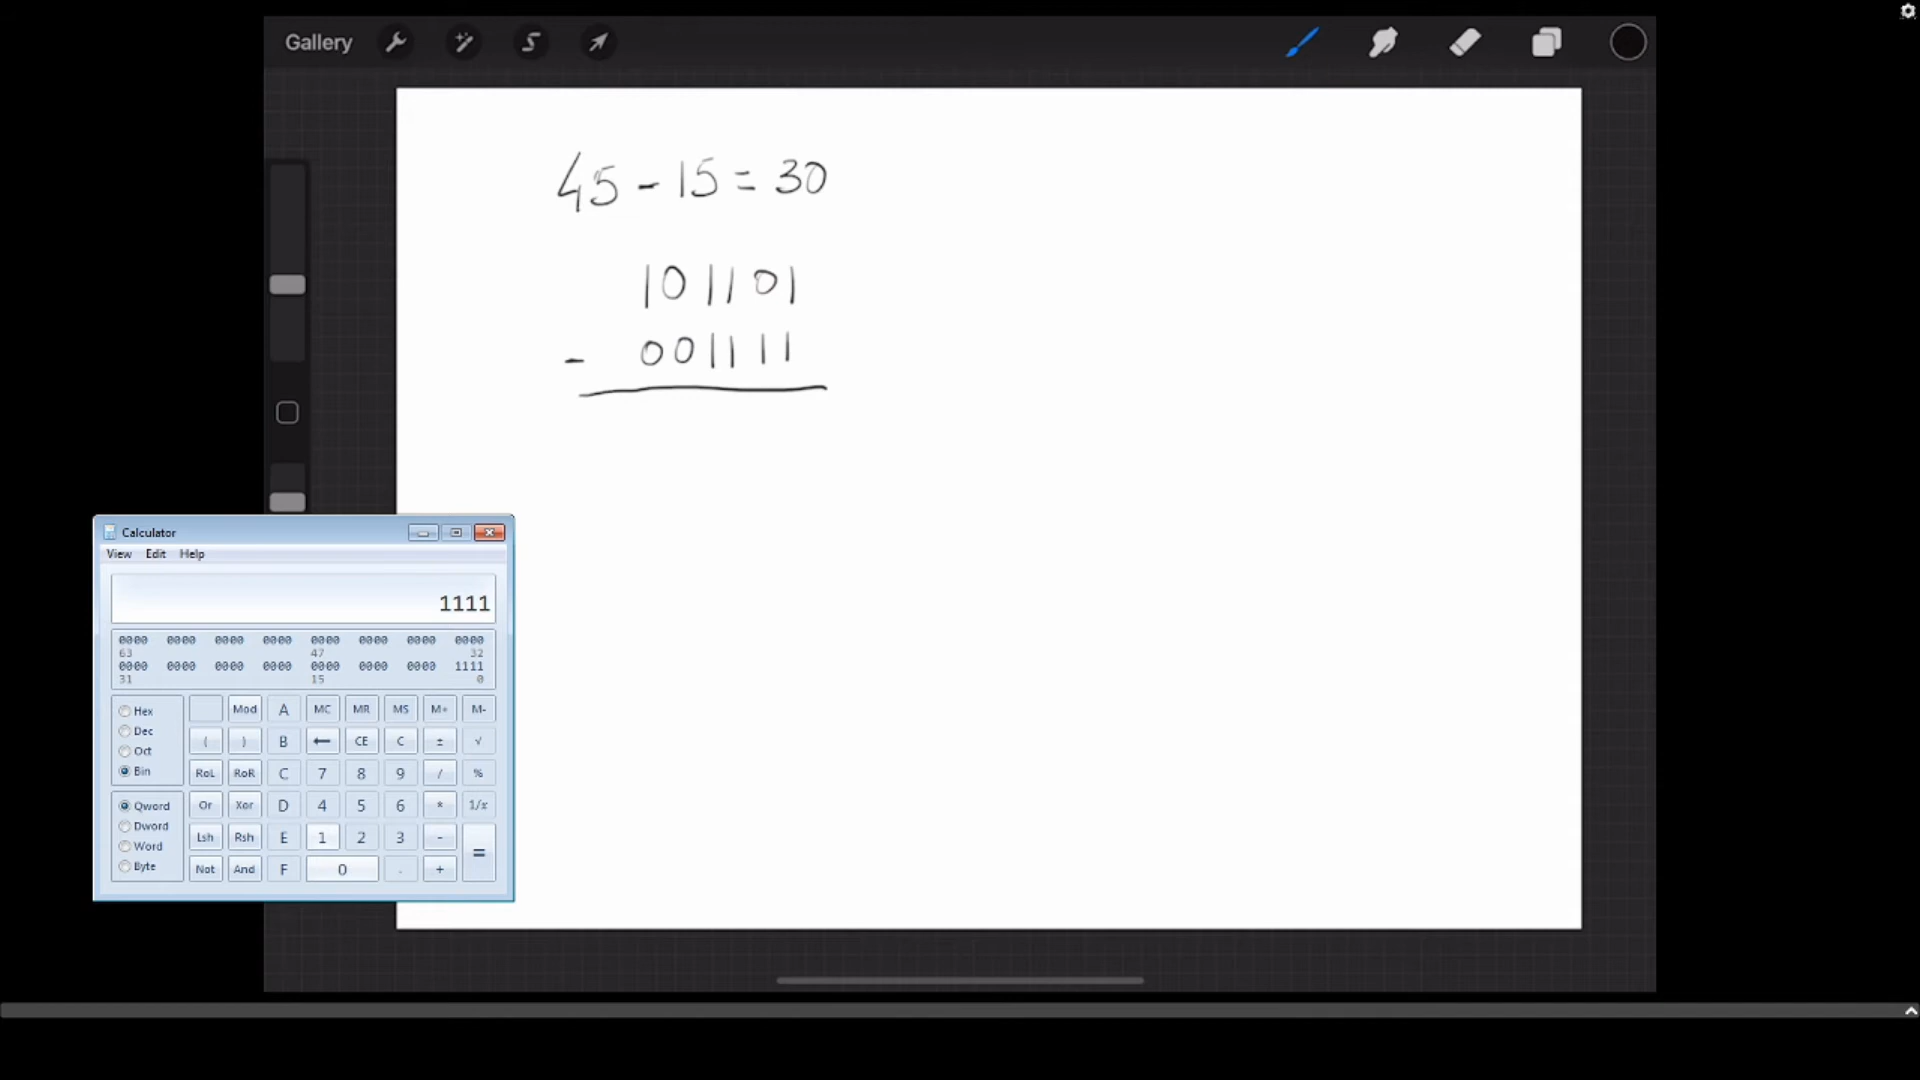 Gallery
45 - 15 = 30
101101
- 001111
Calculator
View Edit Help
1111
0000 0000 0000 0000 0000 0000 0000 0000
63 47 32
0000 0000 0000 0000 0000 0000 0000 1111
31 15 0
Hex Mod A MC MR MS M+ M-
Dec ( ) B ← CE C ± √
Oct
Bin RoL RoR C 7 8 9 / %
Qword Or Xor D 4 5 6 * 1/x
Dword
Word Lsh Rsh E 1 2 3 - =
Byte Not And F 0 . +